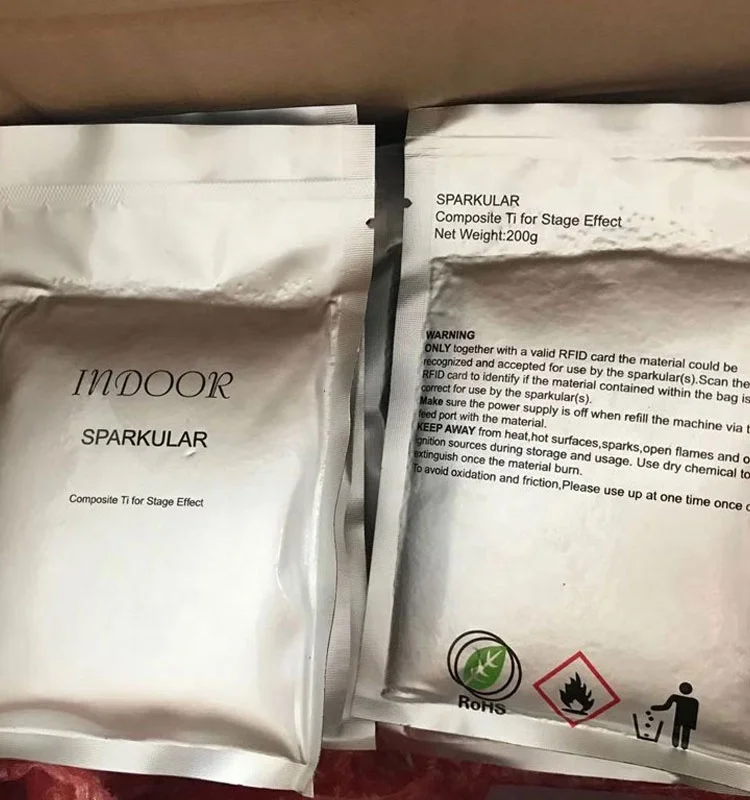 INDOOR
SPARKULAR
Composite Ti for Stage Effect
SPARKULAR
Composite Ti for Stage Effect
Net Weight:200g
WARNING
ONLY together with a valid RFID card the material could be
recognized and accepted for use by the sparkular(s).Scan the
RFID card to identify if the material contained within the bag is
correct for use by the sparkular(s).
Make sure the power supply is off when refill the machine via t
feed port with the material.
KEEP AWAY from heat,hot surfaces,sparks,open flames and o
ignition sources during storage and usage. Use dry chemical to
extinguish once the material burn.
To avoid oxidation and friction,Please use up at one time once
RoHS